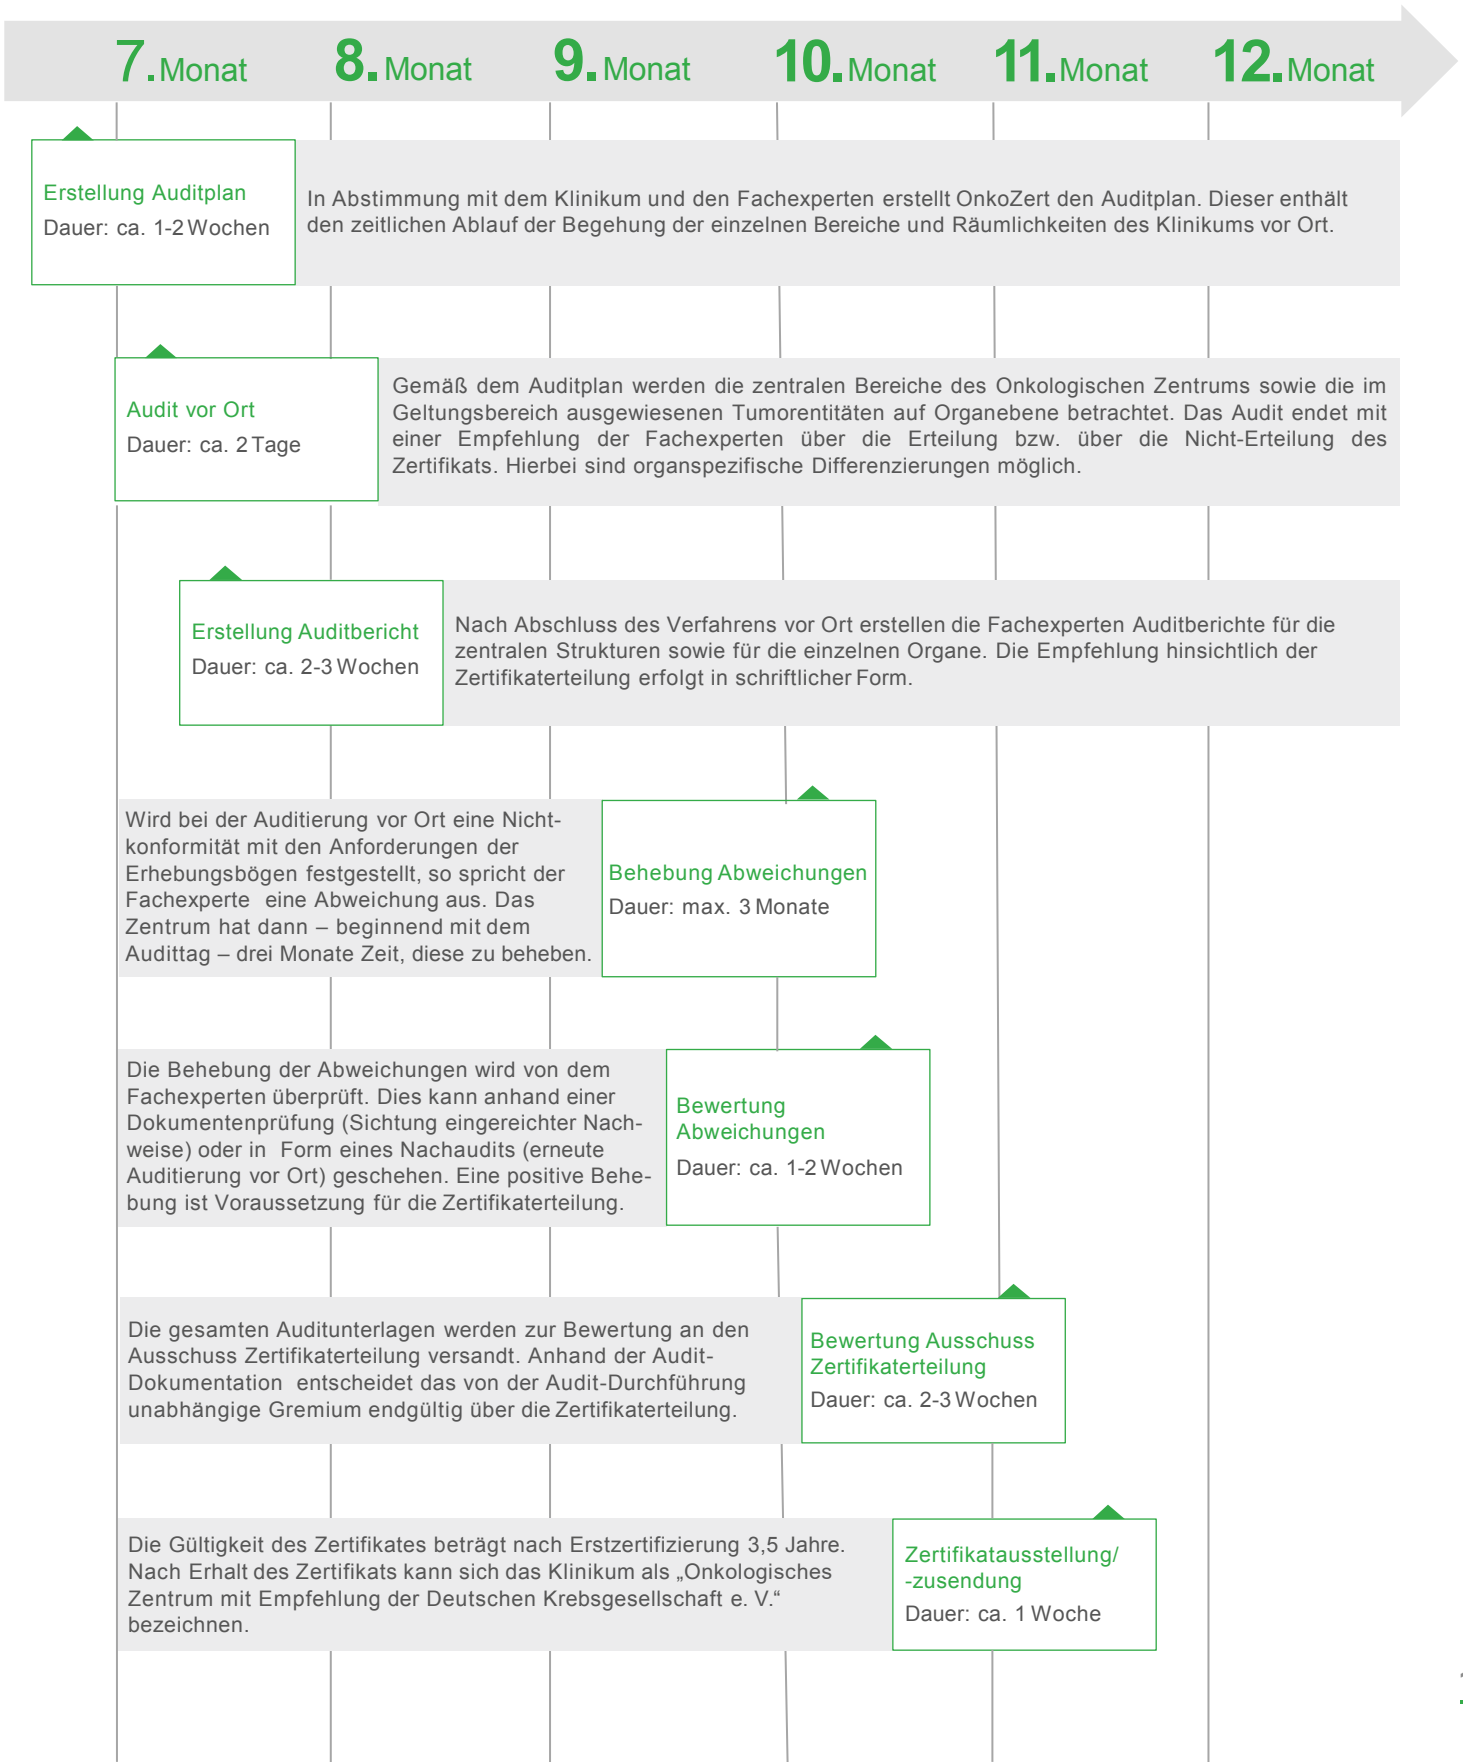 7. Monat 8. Monat 9. Monat 10. Monat 11. Monat 12. Monat
Erstellung Auditplan
Dauer: ca. 1-2 Wochen
In Abstimmung mit dem Klinikum und den Fachexperten erstellt OnkoZert den Auditplan. Dieser enthält
den zeitlichen Ablauf der Begehung der einzelnen Bereiche und Räumlichkeiten des Klinikums vor Ort.
Audit vor Ort
Dauer: ca. 2 Tage
Gemäß dem Auditplan werden die zentralen Bereiche des Onkologischen Zentrums sowie die im
Geltungsbereich ausgewiesenen Tumorentitäten auf Organebene betrachtet. Das Audit endet mit
einer Empfehlung der Fachexperten über die Erteilung bzw. über die Nicht-Erteilung des
Zertifikats. Hierbei sind organspezifische Differenzierungen möglich.
Erstellung Auditbericht
Dauer: ca. 2-3 Wochen
Nach Abschluss des Verfahrens vor Ort erstellen die Fachexperten Auditberichte für die
zentralen Strukturen sowie für die einzelnen Organe. Die Empfehlung hinsichtlich der
Zertifikaterteilung erfolgt in schriftlicher Form.
Wird bei der Auditierung vor Ort eine Nicht-
konformität mit den Anforderungen der
Erhebungsbögen festgestellt, so spricht der
Fachexperte eine Abweichung aus. Das
Zentrum hat dann – beginnend mit dem
Audittag – drei Monate Zeit, diese zu beheben.
Behebung Abweichungen
Dauer: max. 3 Monate
Die Behebung der Abweichungen wird von dem
Fachexperten überprüft. Dies kann anhand einer
Dokumentenprüfung (Sichtung eingereichter Nach-
weise) oder in Form eines Nachaudits (erneute
Auditierung vor Ort) geschehen. Eine positive Behe-
bung ist Voraussetzung für die Zertifikaterteilung.
Bewertung
Abweichungen
Dauer: ca. 1-2 Wochen
Die gesamten Auditunterlagen werden zur Bewertung an den
Ausschuss Zertifikaterteilung versandt. Anhand der Audit-
Dokumentation entscheidet das von der Audit-Durchführung
unabhängige Gremium endgültig über die Zertifikaterteilung.
Bewertung Ausschuss
Zertifikaterteilung
Dauer: ca. 2-3 Wochen
Die Gültigkeit des Zertifikates beträgt nach Erstzertifizierung 3,5 Jahre.
Nach Erhalt des Zertifikats kann sich das Klinikum als „Onkologisches
Zentrum mit Empfehlung der Deutschen Krebsgesellschaft e. V.“
bezeichnen.
Zertifikatausstellung/
-zusendung
Dauer: ca. 1 Woche